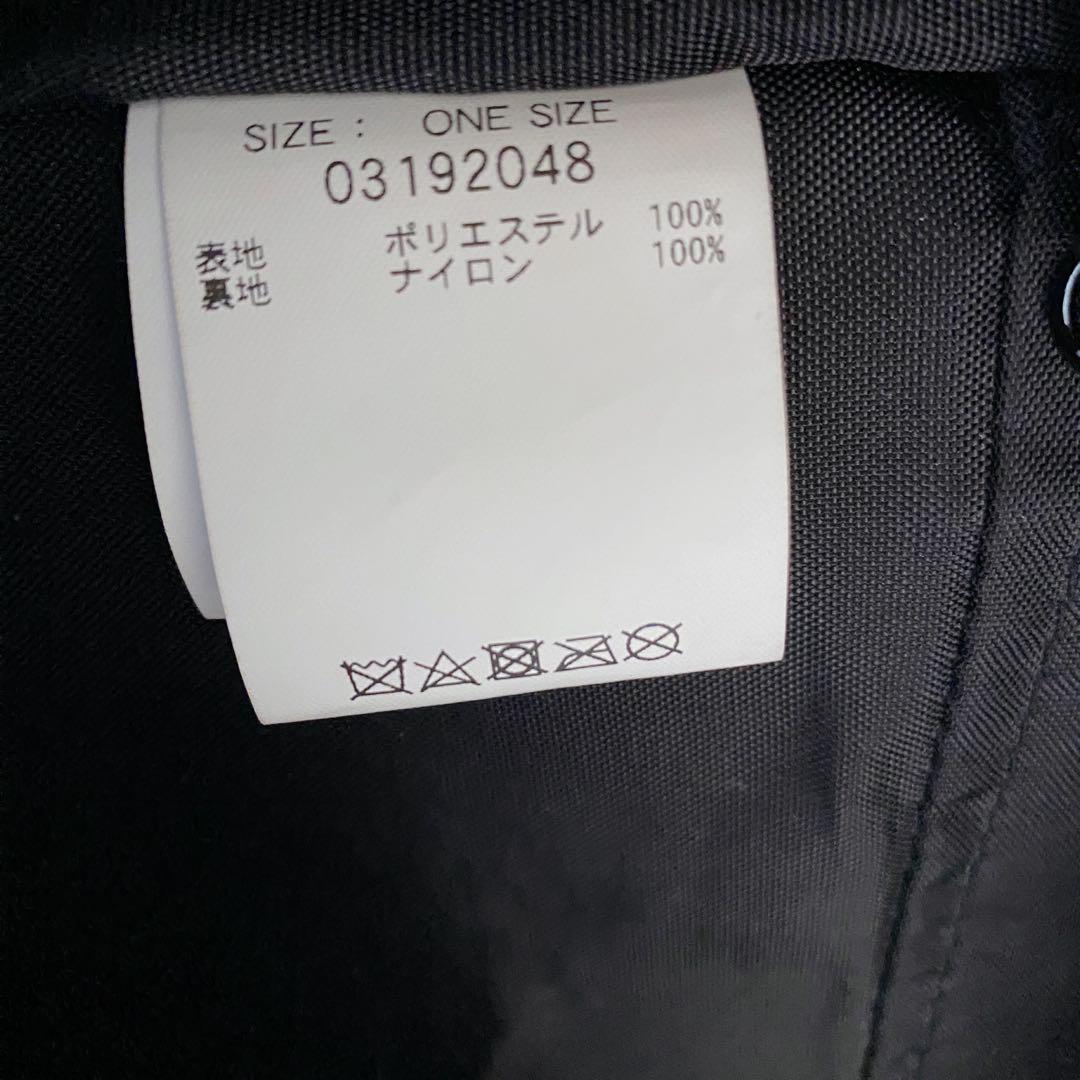 SIZE : ONE SIZE
03192048
表地 ポリエステル 100%
裏地 ナイロン 100%